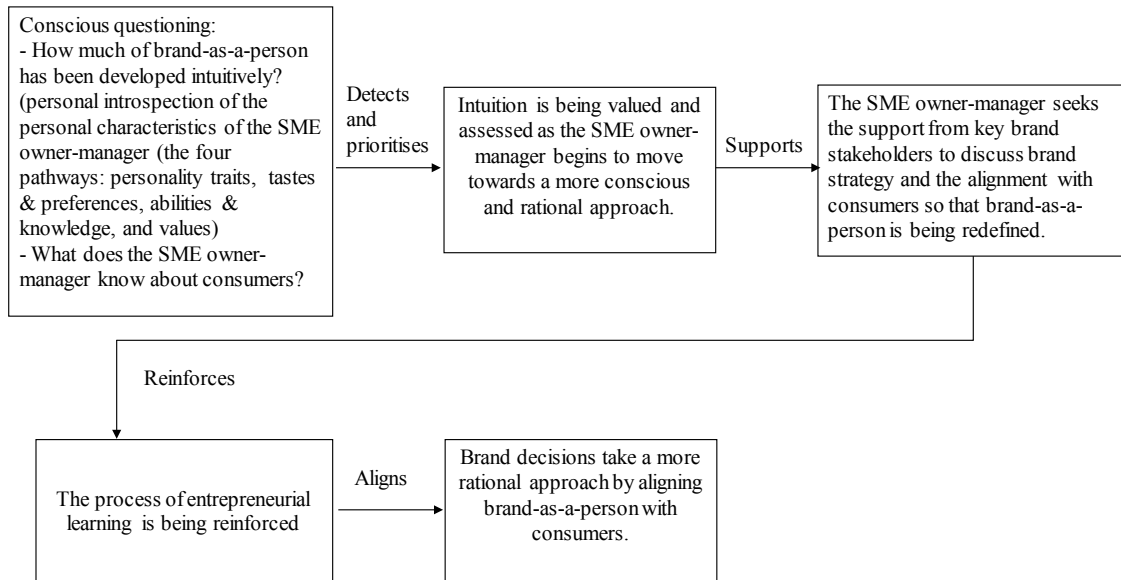 Conscious questioning:
- How much of brand-as-a-person
has been developed intuitively?
(personal introspection of the
personal characteristics of the SME
owner-manager (the four
pathways: personality traits, tastes
& preferences, abilities &
knowledge, and values)
- What does the SME owner-
manager know about consumers?
Detects
and
prioritises
Intuition is being valued and
assessed as the SME owner-
manager begins to move
towards a more conscious
and rational approach.
Supports
The SME owner-manager seeks
the support from key brand
stakeholders to discuss brand
strategy and the alignment with
consumers so that brand-as-a-
person is being redefined.
Reinforces
The process of entrepreneurial
learning is being reinforced
Aligns
Brand decisions take a more
rational approach by aligning
brand-as-a-person with
consumers.